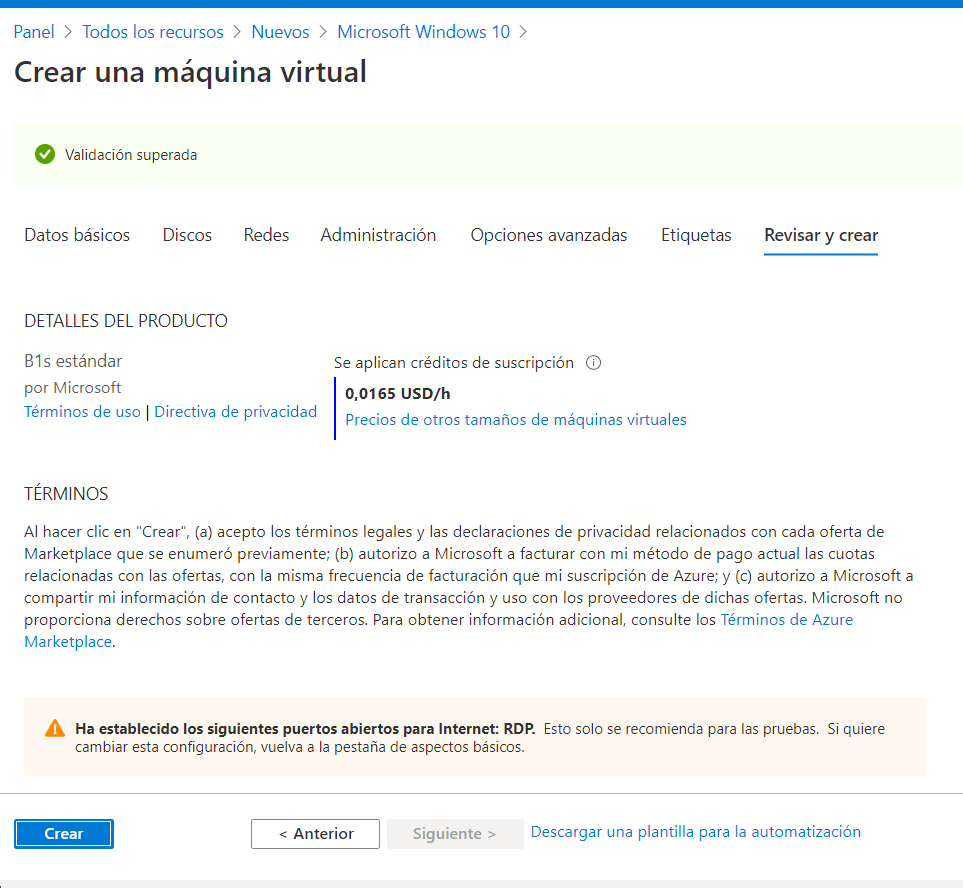 Panel > Todos los recursos > Nuevos > Microsoft Windows 10 >
Crear una máquina virtual
Validación superada
Datos básicos Discos Redes Administración Opciones avanzadas Etiquetas Revisar y crear
DETALLES DEL PRODUCTO
B1s estándar
por Microsoft
Términos de uso | Directiva de privacidad
Se aplican créditos de suscripción
0,0165 USD/h
Precios de otros tamaños de máquinas virtuales
TÉRMINOS
Al hacer clic en "Crear", (a) acepto los términos legales y las declaraciones de privacidad relacionados con cada oferta de
Marketplace que se enumeró previamente; (b) autorizo a Microsoft a facturar con mi método de pago actual las cuotas
relacionadas con las ofertas, con la misma frecuencia de facturación que mi suscripción de Azure; y (c) autorizo a Microsoft a
compartir mi información de contacto y los datos de transacción y uso con los proveedores de dichas ofertas. Microsoft no
proporciona derechos sobre ofertas de terceros. Para obtener información adicional, consulte los Términos de Azure
Marketplace.
Ha establecido los siguientes puertos abiertos para Internet: RDP. Esto solo se recomienda para las pruebas. Si quiere
cambiar esta configuración, vuelva a la pestaña de aspectos básicos.
Crear < Anterior Siguiente > Descargar una plantilla para la automatización